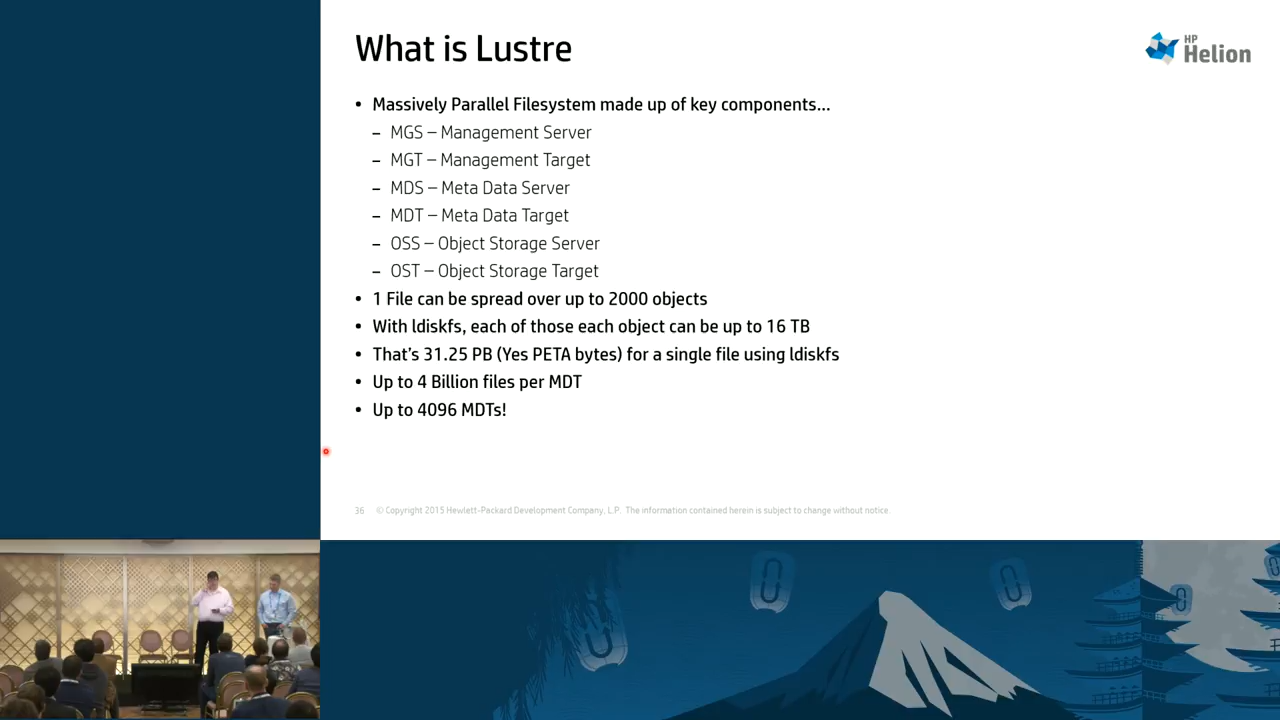 What is Lustre
HP
Helion
• Massively Parallel Filesystem made up of key components...
– MGS – Management Server
– MGT – Management Target
– MDS – Meta Data Server
– MDT – Meta Data Target
– OSS – Object Storage Server
– OST – Object Storage Target
• 1 File can be spread over up to 2000 objects
• With ldiskfs, each of those each object can be up to 16 TB
• That's 31.25 PB (Yes PETA bytes) for a single file using ldiskfs
• Up to 4 Billion files per MDT
• Up to 4096 MDTs!
36 © Copyright 2015 Hewlett-Packard Development Company, L.P. The information contained herein is subject to change without notice.